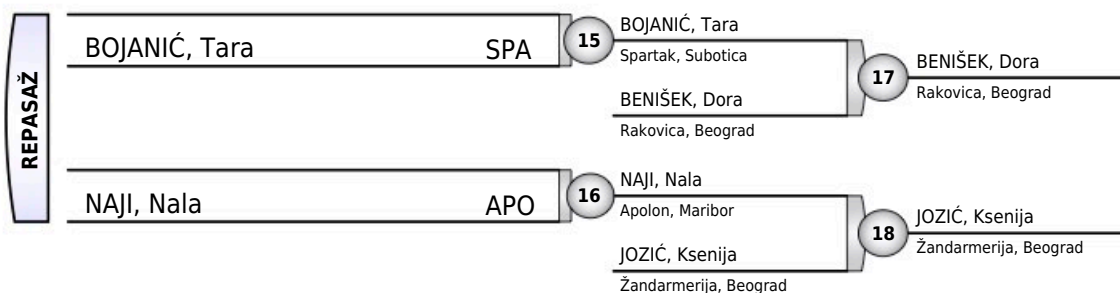 REPASAŽ
BOJANIĆ, Tara SPA
15
BOJANIĆ, Tara
Spartak, Subotica
BENIŠEK, Dora
Rakovica, Beograd
17
BENIŠEK, Dora
Rakovica, Beograd
NAJI, Nala APO
16
NAJI, Nala
Apolon, Maribor
JOZIĆ, Ksenija
Žandarmerija, Beograd
18
JOZIĆ, Ksenija
Žandarmerija, Beograd